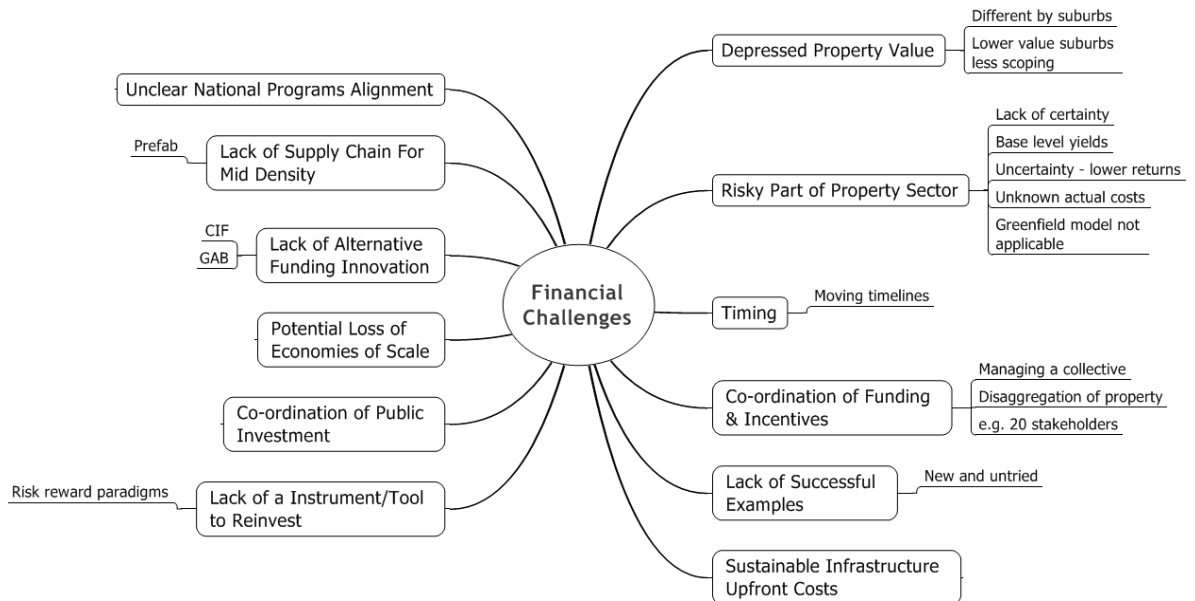 Financial
Challenges
Depressed Property Value
Different by suburbs
Lower value suburbs
less scoping
Risky Part of Property Sector
Lack of certainty
Base level yields
Uncertainty - lower returns
Unknown actual costs
Greenfield model not
applicable
Timing
Moving timelines
Co-ordination of Funding
& Incentives
Managing a collective
Disaggregation of property
e.g. 20 stakeholders
Lack of Successful
Examples
New and untried
Sustainable Infrastructure
Upfront Costs
Unclear National Programs Alignment
Lack of Supply Chain For
Mid Density
Prefab
Lack of Alternative
Funding Innovation
CIF
GAB
Potential Loss of
Economies of Scale
Co-ordination of Public
Investment
Lack of a Instrument/Tool
to Reinvest
Risk reward paradigms